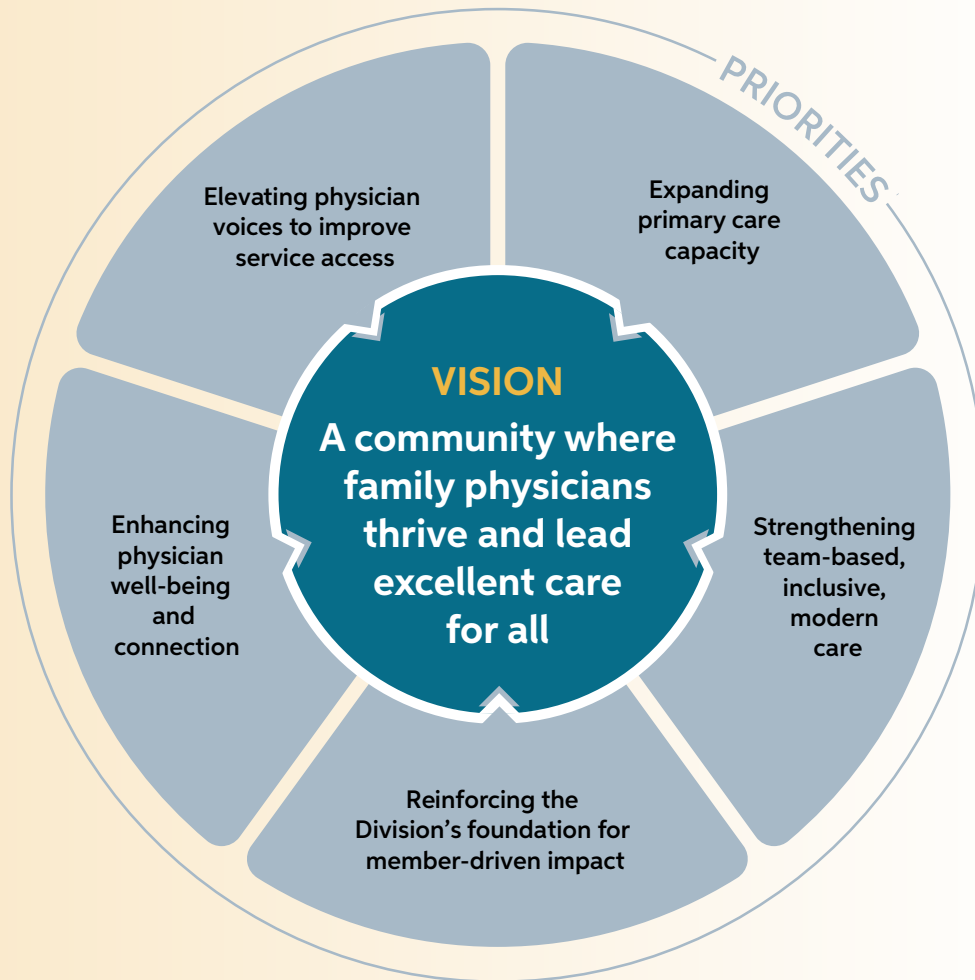 PRIORITIES
Elevating physician
voices to improve
service access
Expanding
primary care
capacity
VISION
A community where
family physicians
thrive and lead
excellent care
for all
Enhancing
physician
well-being
and
connection
Strengthening
team-based,
inclusive,
modern
care
Reinforcing the
Division’s foundation for
member-driven impact